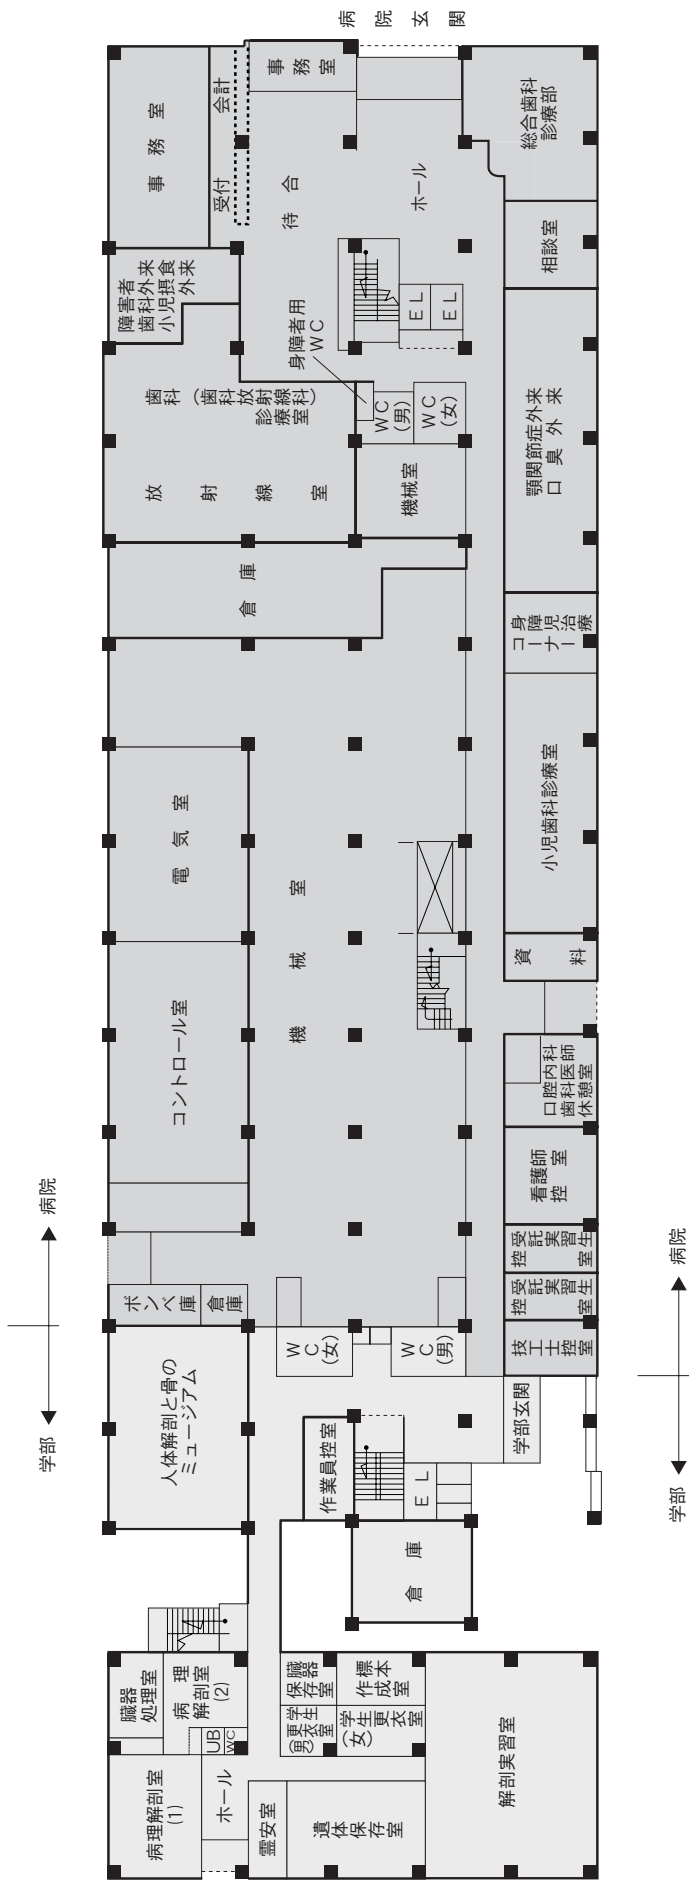 病院玄関
事務室
会計
受付
事務室
待合
ホール
総合歯科
診療部
相談室
障害者
歯科外来
小児摂食
外来
身障者用
WC
EL
EL
歯科(歯科放射線科)
診療室
放射線室
WC
(男)
WC
(女)
機械室
顎関節症外来
口臭外来
倉庫
身障児治療
コーナー
小児歯科診療室
電気室
機械室
コントロール室
資料
口腔内科
歯科医師
休憩室
看護師
控室
受託実習生
控室
受託実習生
控室
技工士控室
ボンベ庫
倉庫
病院
学部
病院
学部
WC
(女)
WC
(男)
人体解剖と骨の
ミュージアム
作業員控室
EL
学部玄関
倉庫
臓器
処理室
病理
解剖室
(2)
UB
WC
臓器
保存室
標本
作成室
学生
更衣室
(男)
学生更衣室
(女)
病理解剖室
(1)
ホール
霊安室
遺体
保存室
解剖実習室